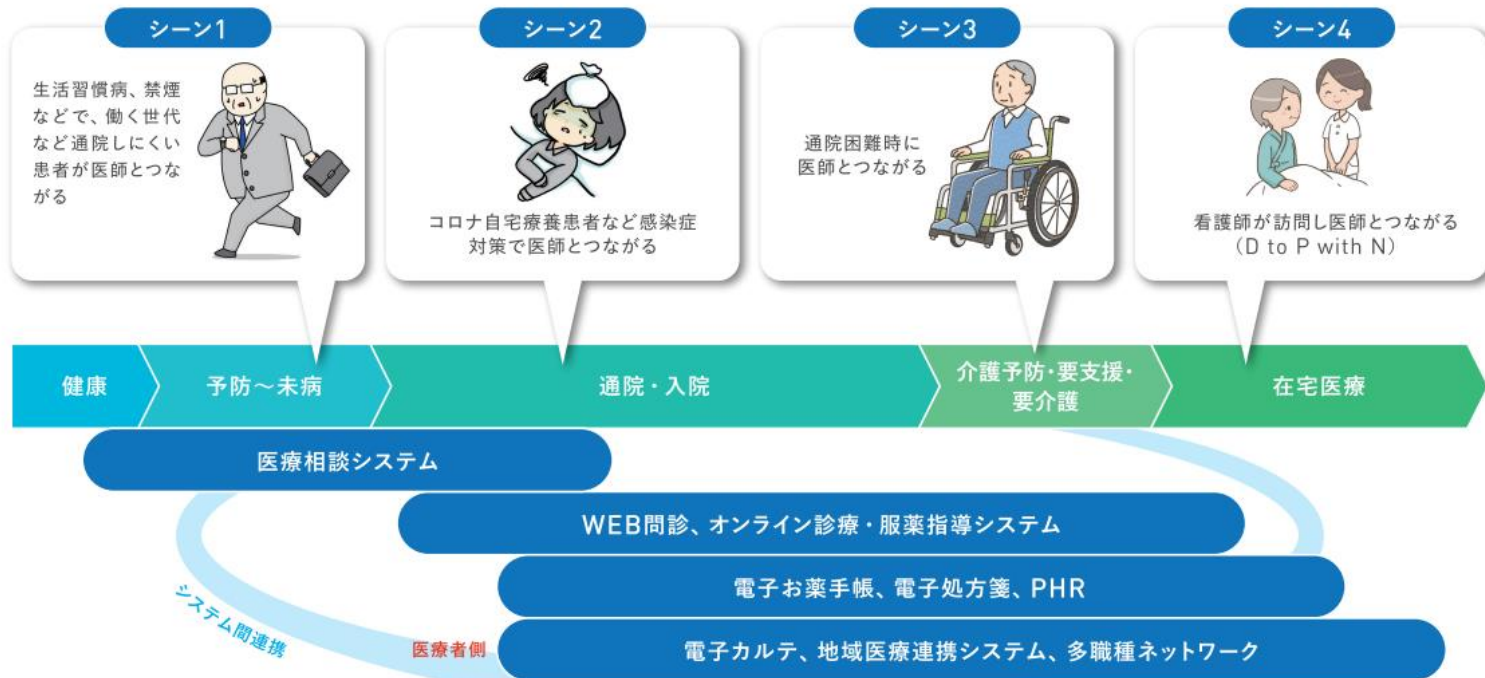 シーン1
生活習慣病、禁煙
などで、働く世代
など通院しにくい
患者が医師とつな
がる
シーン2
コロナ自宅療養患者など感染症
対策で医師とつながる
シーン3
通院困難時に
医師とつながる
シーン4
看護師が訪問し医師とつながる
（D to P with N）
健康
予防～未病
通院・入院
介護予防・要支援・
要介護
在宅医療
医療相談システム
WEB問診、オンライン診療・服薬指導システム
電子お薬手帳、電子処方箋、PHR
システム間連携
医療者側
電子カルテ、地域医療連携システム、多職種ネットワーク